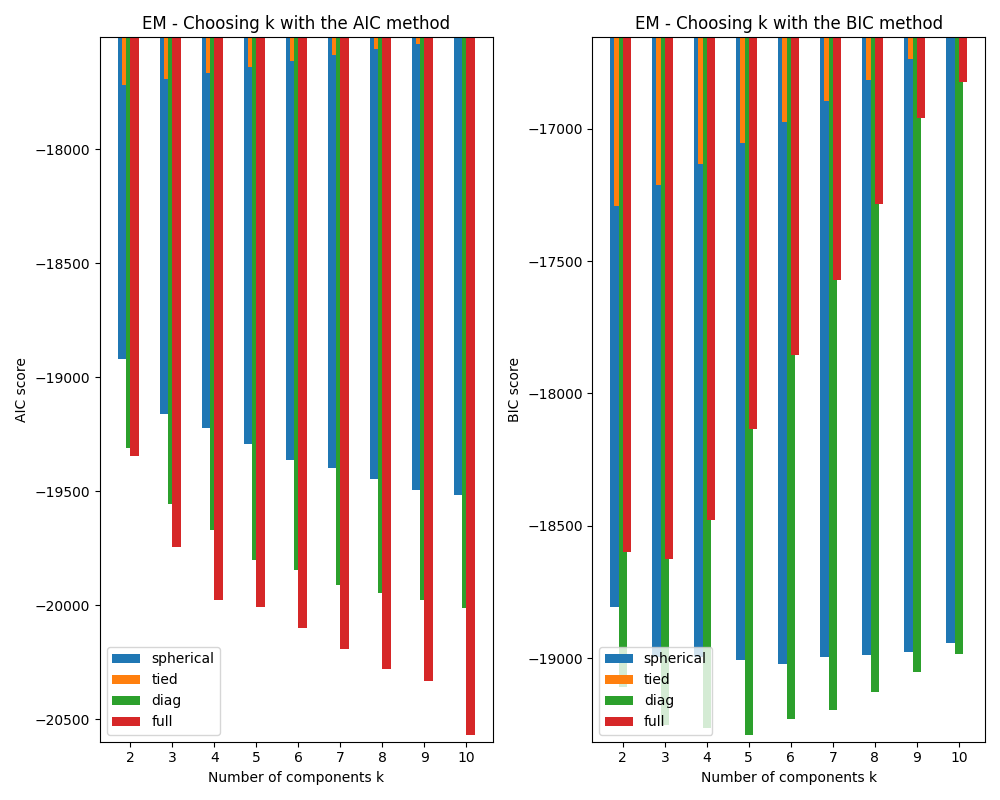 EM - Choosing k with the AIC method
AIC score
−18000
−18500
−19000
−19500
−20000
−20500
spherical
tied
diag
full
2 3 4 5 6 7 8 9 10
Number of components k
EM - Choosing k with the BIC method
BIC score
−17000
−17500
−18000
−18500
−19000
spherical
tied
diag
full
2 3 4 5 6 7 8 9 10
Number of components k